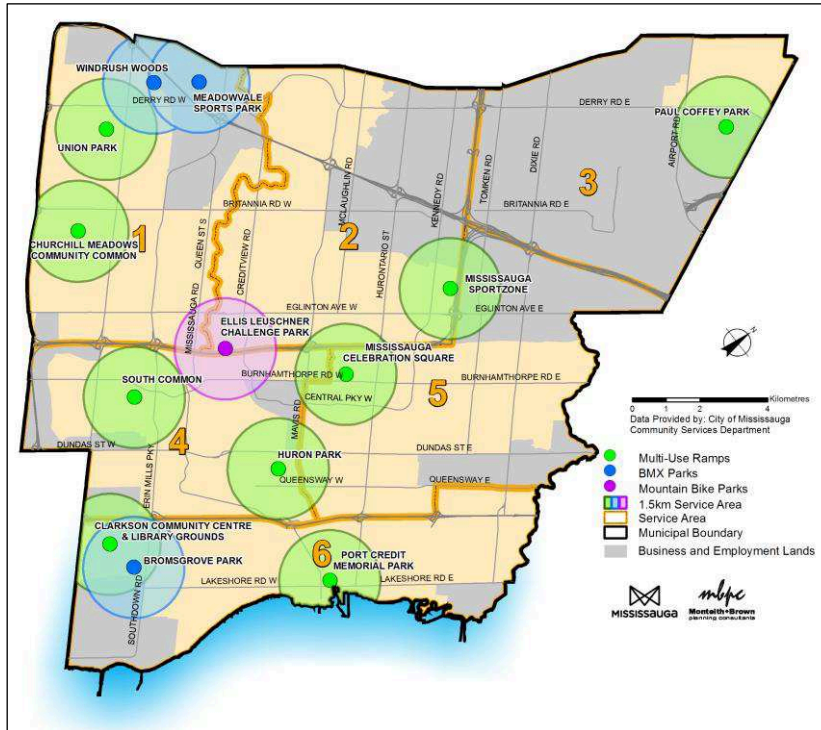 WINDRUSH WOODS
DERRY RD W
MEADOWVALE
SPORTS PARK
DERRY RD E
PAUL COFFEY PARK
AIRPORT RD
UNION PARK
MCLAUGHLIN RD
KENNEDY RD
TOMKEN RD
DIXIE RD
3
BRITANNIA RD W
BRITANNIA RD E
QUEEN ST S
CREDITVIEW RD
HURONTARIO ST
1
2
CHURCHILL MEADOWS
COMMUNITY COMMON
MISSISSAUGA
SPORTZONE
MISSISSAUGA RD
EGLINTON AVE W
EGLINTON AVE E
ELLIS LEUSCHNER
CHALLENGE PARK
MISSISSAUGA
CELEBRATION SQUARE
N
SOUTH COMMON
BURNHAMTHORPE RD W
BURNHAMTHORPE RD E
5
CENTRAL PKY W
MAVIS RD
0 2 4 Kilometres
Data Provided by: City of Mississauga
Community Services Department
DUNDAS ST W
4
DUNDAS ST E
HURON PARK
QUEENSWAY W
QUEENSWAY E
ERIN MILLS PKY
Multi-Use Ramps
BMX Parks
Mountain Bike Parks
1.5km Service Area
Service Area
Municipal Boundary
Business and Employment Lands
CLARKSON COMMUNITY CENTRE
& LIBRARY GROUNDS
BROMSGROVE PARK
6
PORT CREDIT
MEMORIAL PARK
LAKESHORE RD W
LAKESHORE RD E
SOUTHDOWN RD
MISSISSAUGA
mbpc
Monteith+Brown
planning consultants